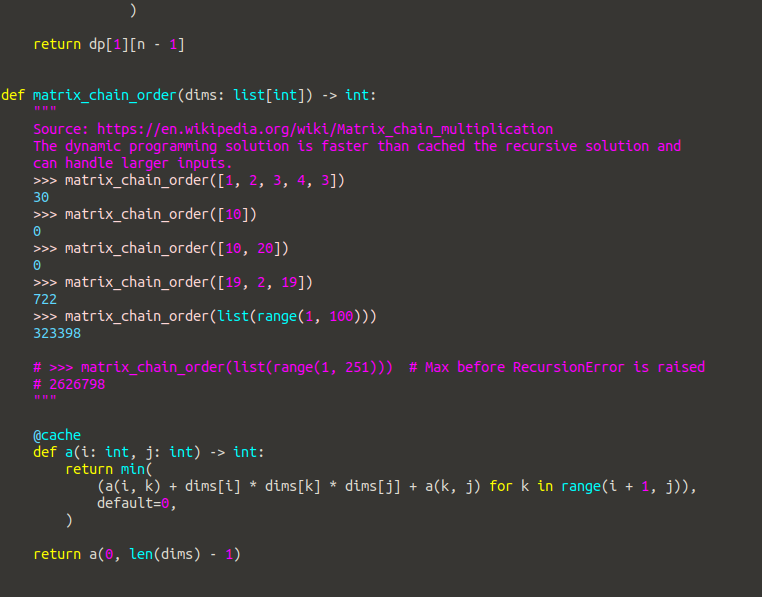 )

    return dp[1][n - 1]


def matrix_chain_order(dims: list[int]) -> int:
    """
    Source: https://en.wikipedia.org/wiki/Matrix_chain_multiplication
    The dynamic programming solution is faster than cached the recursive solution and
    can handle larger inputs.
    >>> matrix_chain_order([1, 2, 3, 4, 3])
    30
    >>> matrix_chain_order([10])
    0
    >>> matrix_chain_order([10, 20])
    0
    >>> matrix_chain_order([19, 2, 19])
    722
    >>> matrix_chain_order(list(range(1, 100)))
    323398

    # >>> matrix_chain_order(list(range(1, 251)))  # Max before RecursionError is raised
    # 2626798
    """

    @cache
    def a(i: int, j: int) -> int:
        return min(
            (a(i, k) + dims[i] * dims[k] * dims[j] + a(k, j) for k in range(i + 1, j)),
            default=0,
        )

    return a(0, len(dims) - 1)